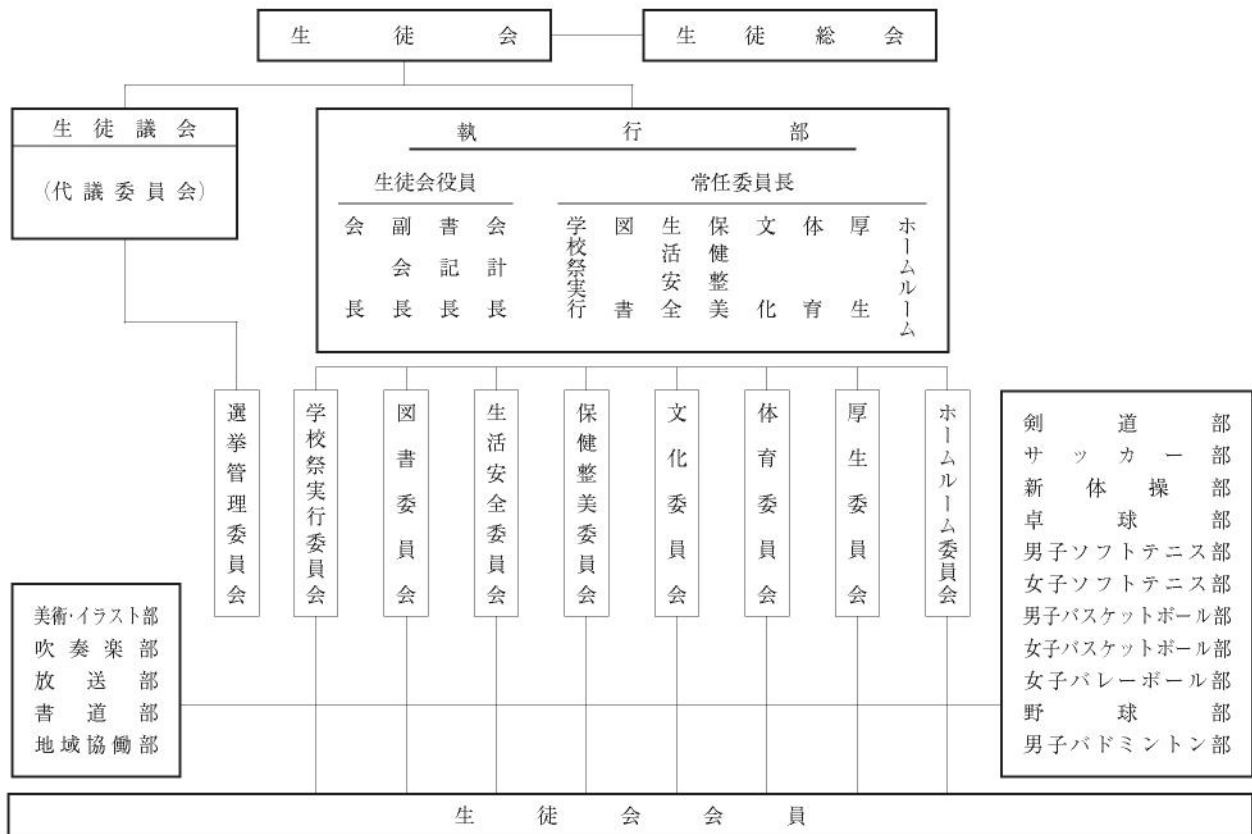 生徒会
生徒総会
生徒議会
(代議委員会)
執行部
生徒会役員
会長
副会長
書記長
会計長
常任委員長
学校祭実行
図書
生活安全
保健整美
文化
体育
厚生
ホームルーム
選挙管理委員会
学校祭実行委員会
図書委員会
生活安全委員会
保健整美委員会
文化委員会
体育委員会
厚生委員会
ホームルーム委員会
美術・イラスト部
吹奏楽部
放送部
書道部
地域協働部
剣道部
サッカー部
新体操部
卓球部
男子ソフトテニス部
女子ソフトテニス部
男子バスケットボール部
女子バスケットボール部
女子バレーボール部
野球部
男子バドミントン部
生徒会会員